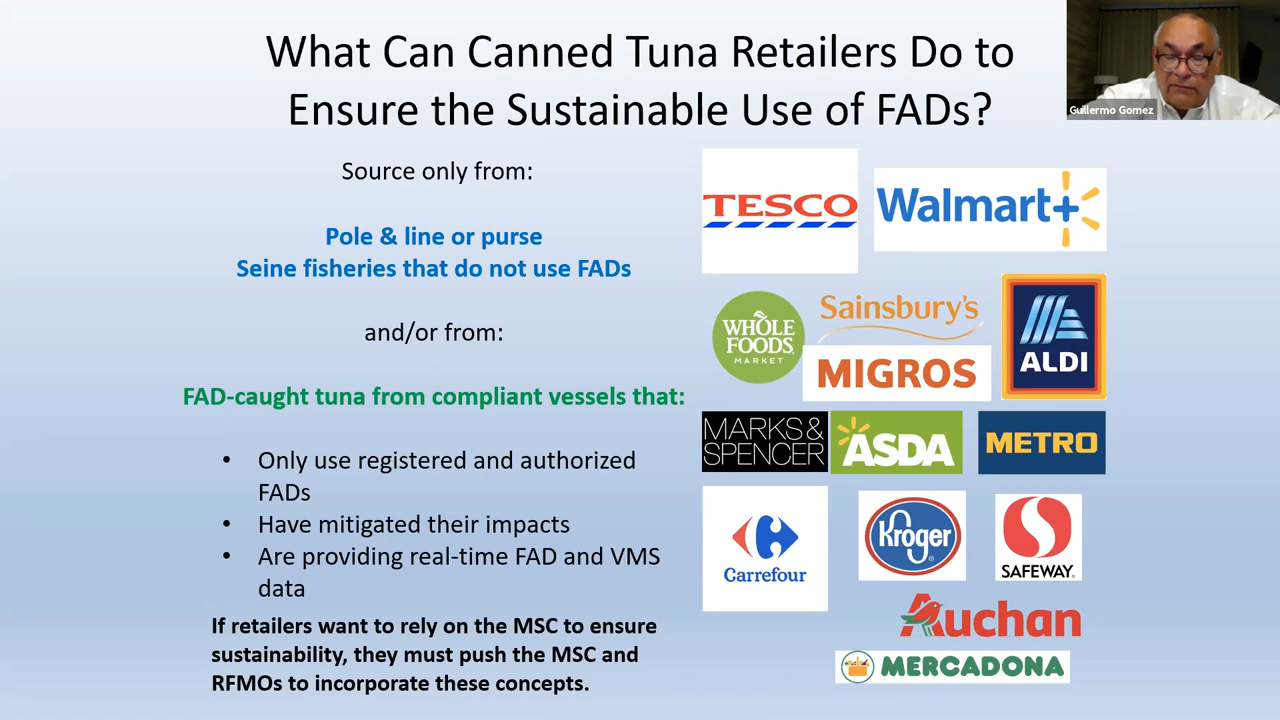 What Can Canned Tuna Retailers Do to
Ensure the Sustainable Use of FADs?
Guillermo Gomez
Source only from:
Pole & line or purse
Seine fisheries that do not use FADs
and/or from:
FAD-caught tuna from compliant vessels that:
• Only use registered and authorized
FADs
• Have mitigated their impacts
• Are providing real-time FAD and VMS
data
If retailers want to rely on the MSC to ensure
sustainability, they must push the MSC and
RFMOs to incorporate these concepts.
TESCO
Walmart+
WHOLE
FOODS
MARKET
Sainsbury's
MIGROS
ALDI
MARKS &
SPENCER
ASDA
METRO
Carrefour
Kroger
SAFEWAY
Auchan
MERCADONA